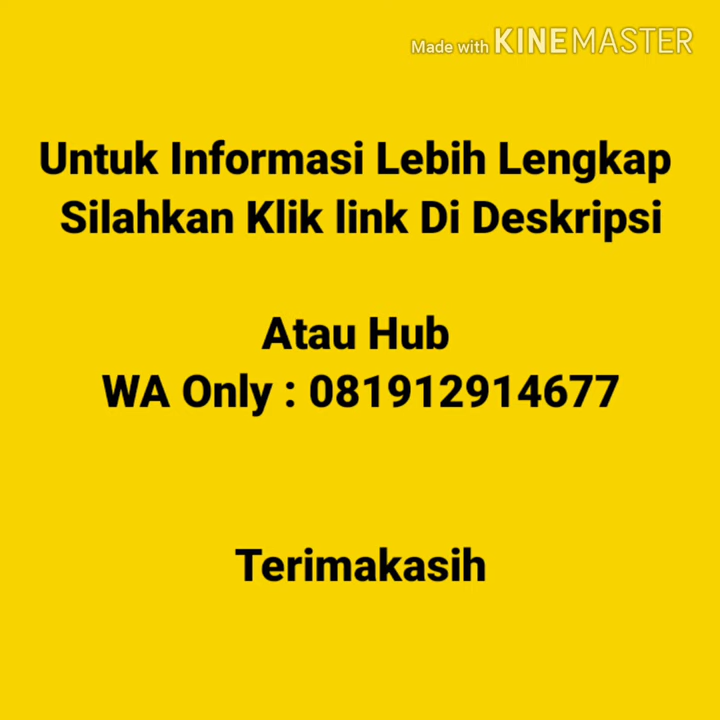 Made with KINEMASTER
Untuk Informasi Lebih Lengkap
Silahkan Klik link Di Deskripsi
Atau Hub
WA Only : 081912914677
Terimakasih